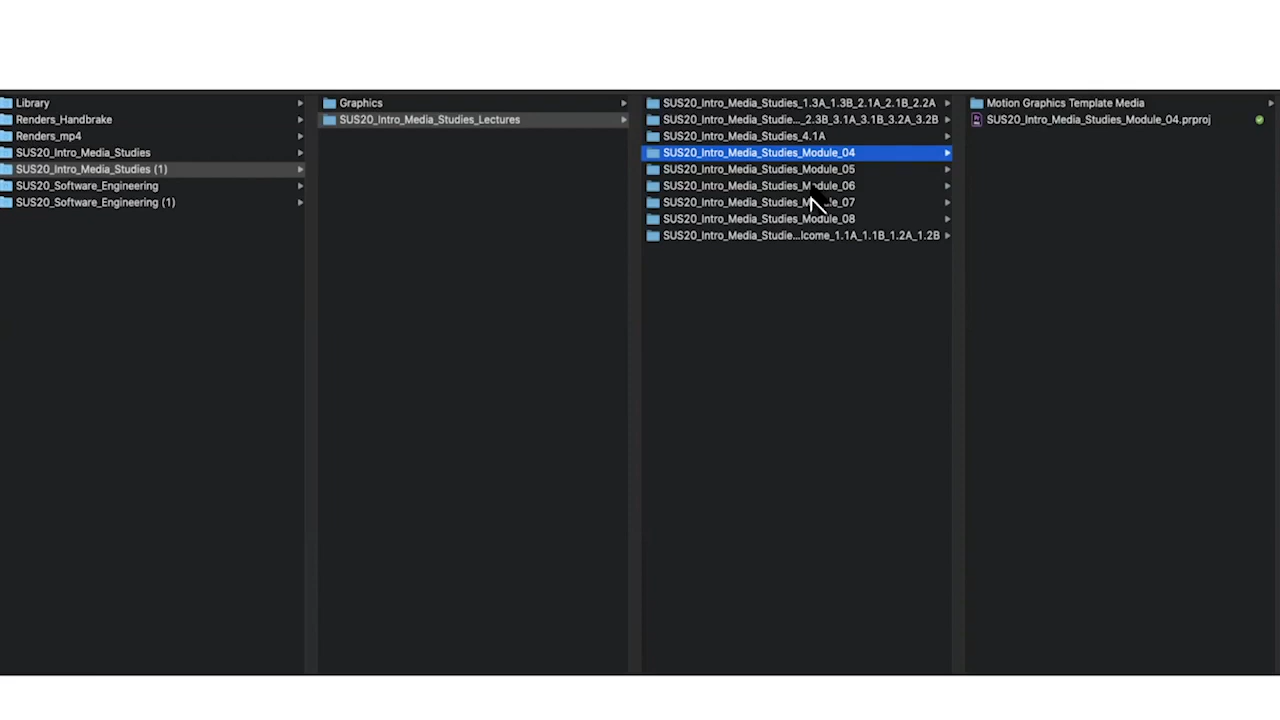 Library
Renders_Handbrake
Renders_mp4
SUS20_Intro_Media_Studies
SUS20_Intro_Media_Studies (1)
SUS20_Software_Engineering
SUS20_Software_Engineering (1)
Graphics
SUS20_Intro_Media_Studies_Lectures
SUS20_Intro_Media_Studies_1.3A_1.3B_2.1A_2.1B_2.2A
SUS20_Intro_Media_Studie..._2.3B_3.1A_3.1B_3.2A_3.2B
SUS20_Intro_Media_Studies_4.1A
SUS20_Intro_Media_Studies_Module_04
SUS20_Intro_Media_Studies_Module_05
SUS20_Intro_Media_Studies_Module_06
SUS20_Intro_Media_Studies_Module_07
SUS20_Intro_Media_Studies_Module_08
SUS20_Intro_Media_Studie...lcome_1.1A_1.1B_1.2A_1.2B
Motion Graphics Template Media
SUS20_Intro_Media_Studies_Module_04.prproj